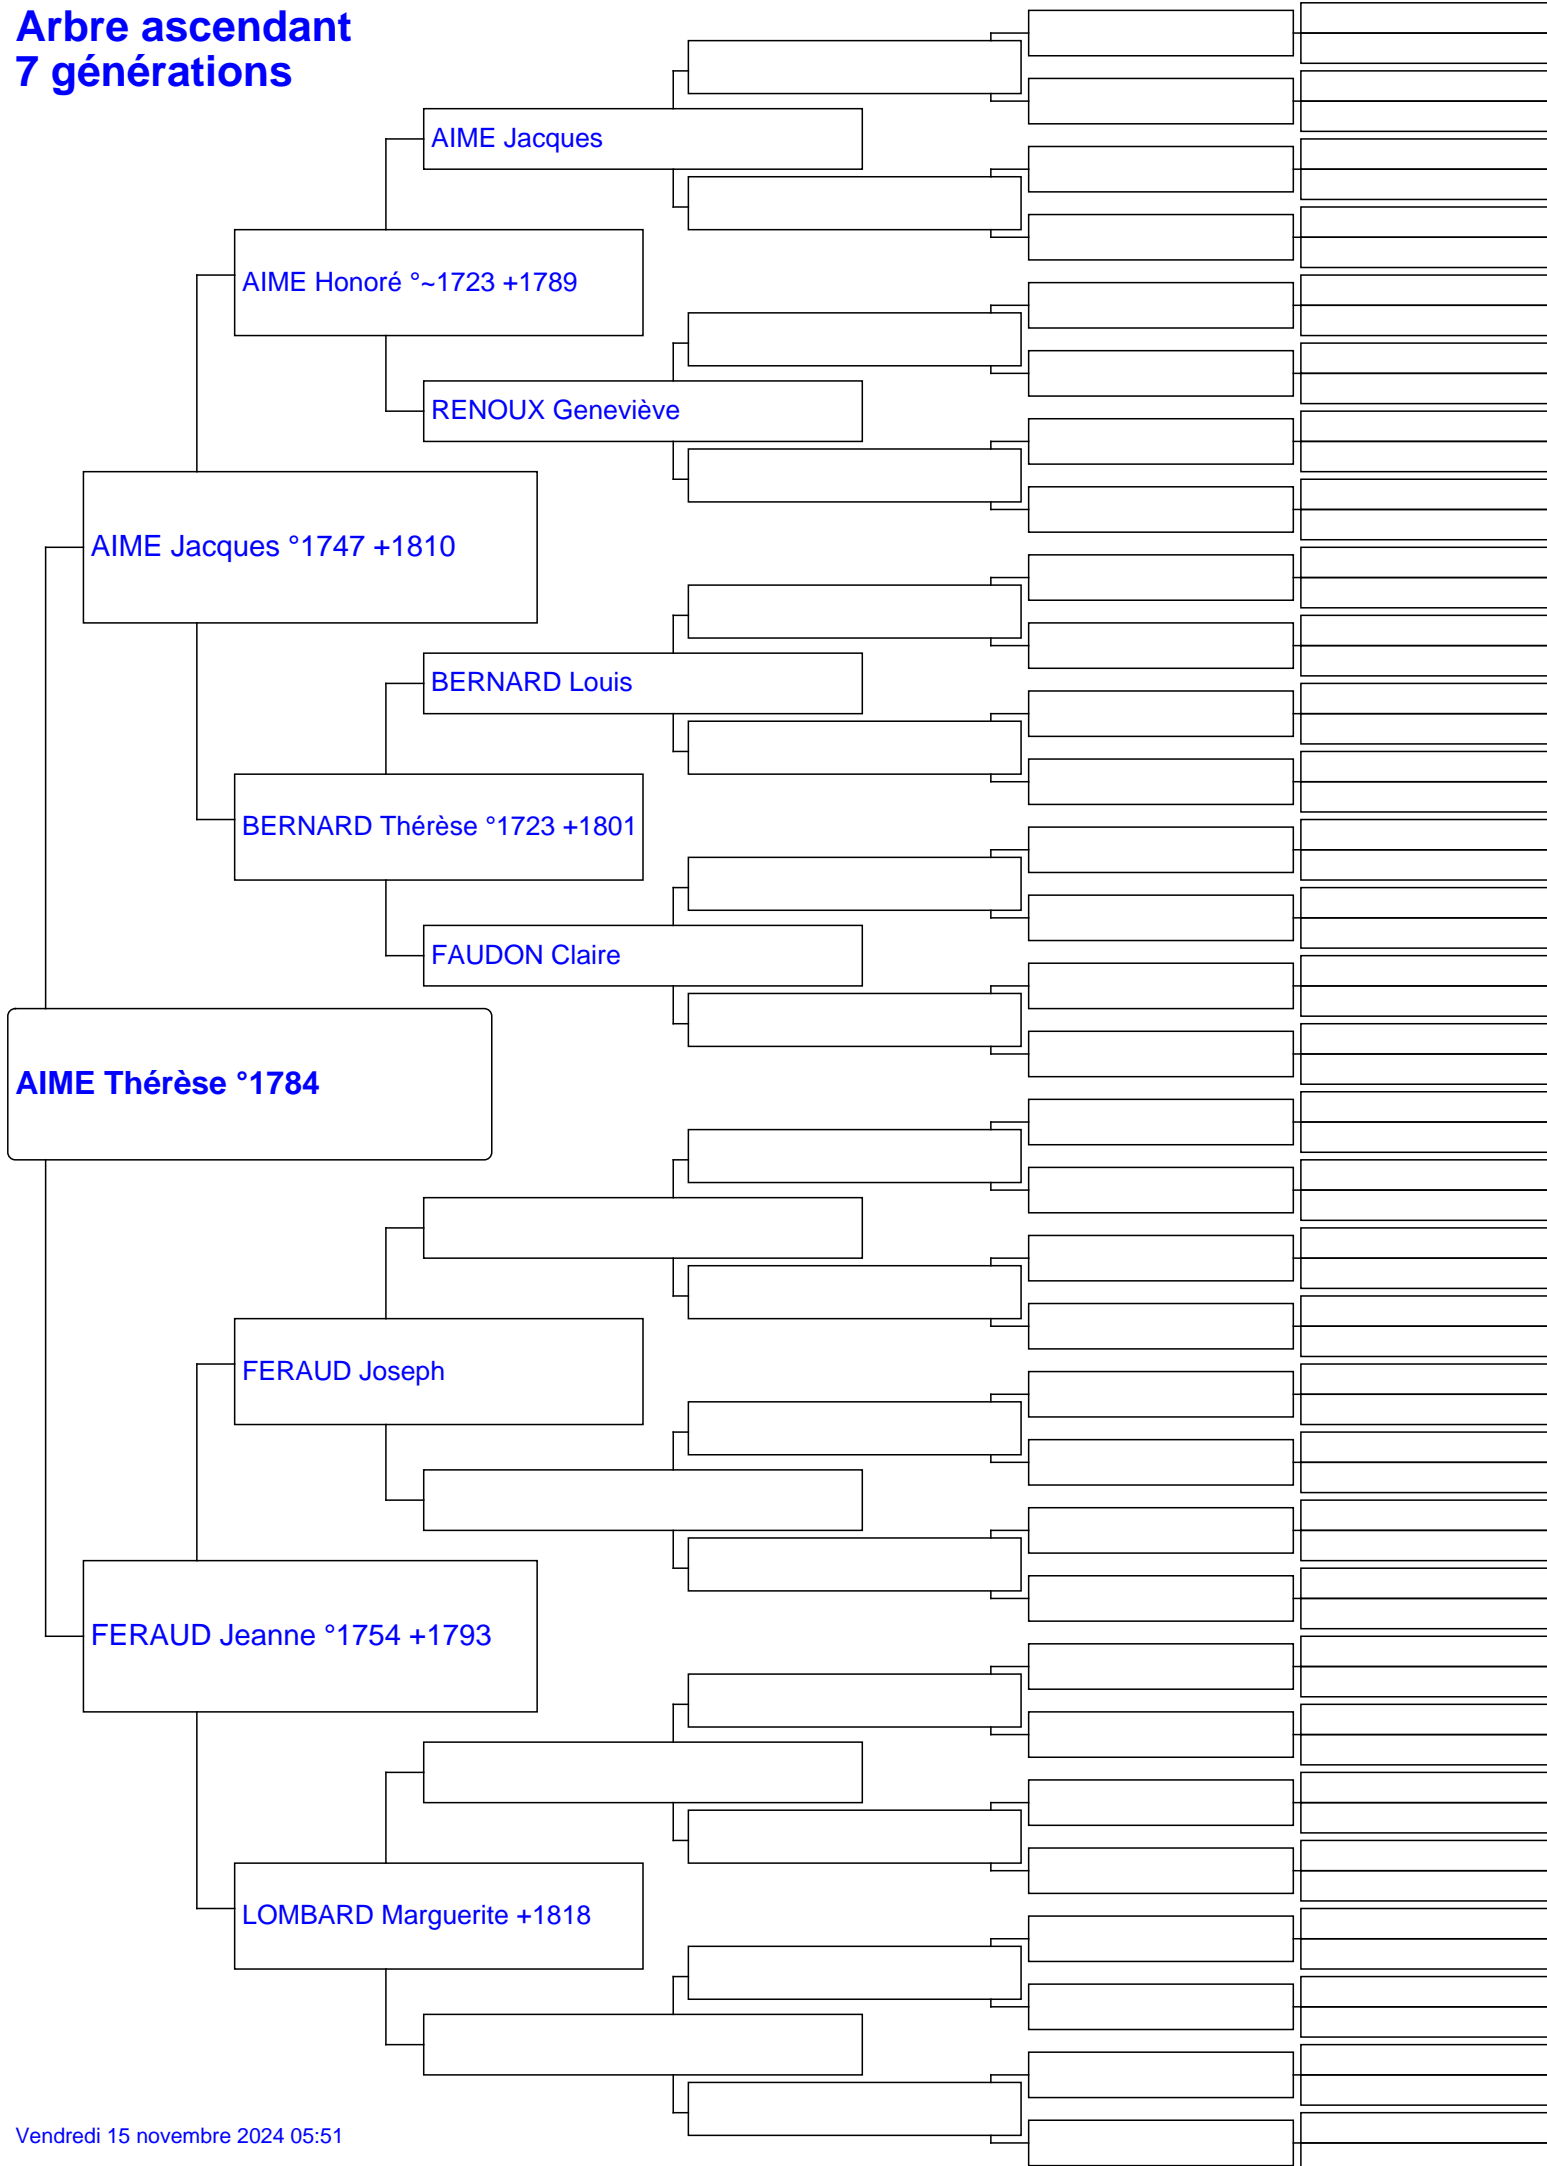 Arbre ascendant
7 générations
AIME Jacques
AIME Honoré °~1723 +1789
RENOUX Geneviève
AIME Jacques °1747 +1810
BERNARD Louis
BERNARD Thérèse °1723 +1801
FAUDON Claire
AIME Thérèse °1784
FERAUD Joseph
FERAUD Jeanne °1754 +1793
LOMBARD Marguerite +1818
Vendredi 15 novembre 2024 05:51